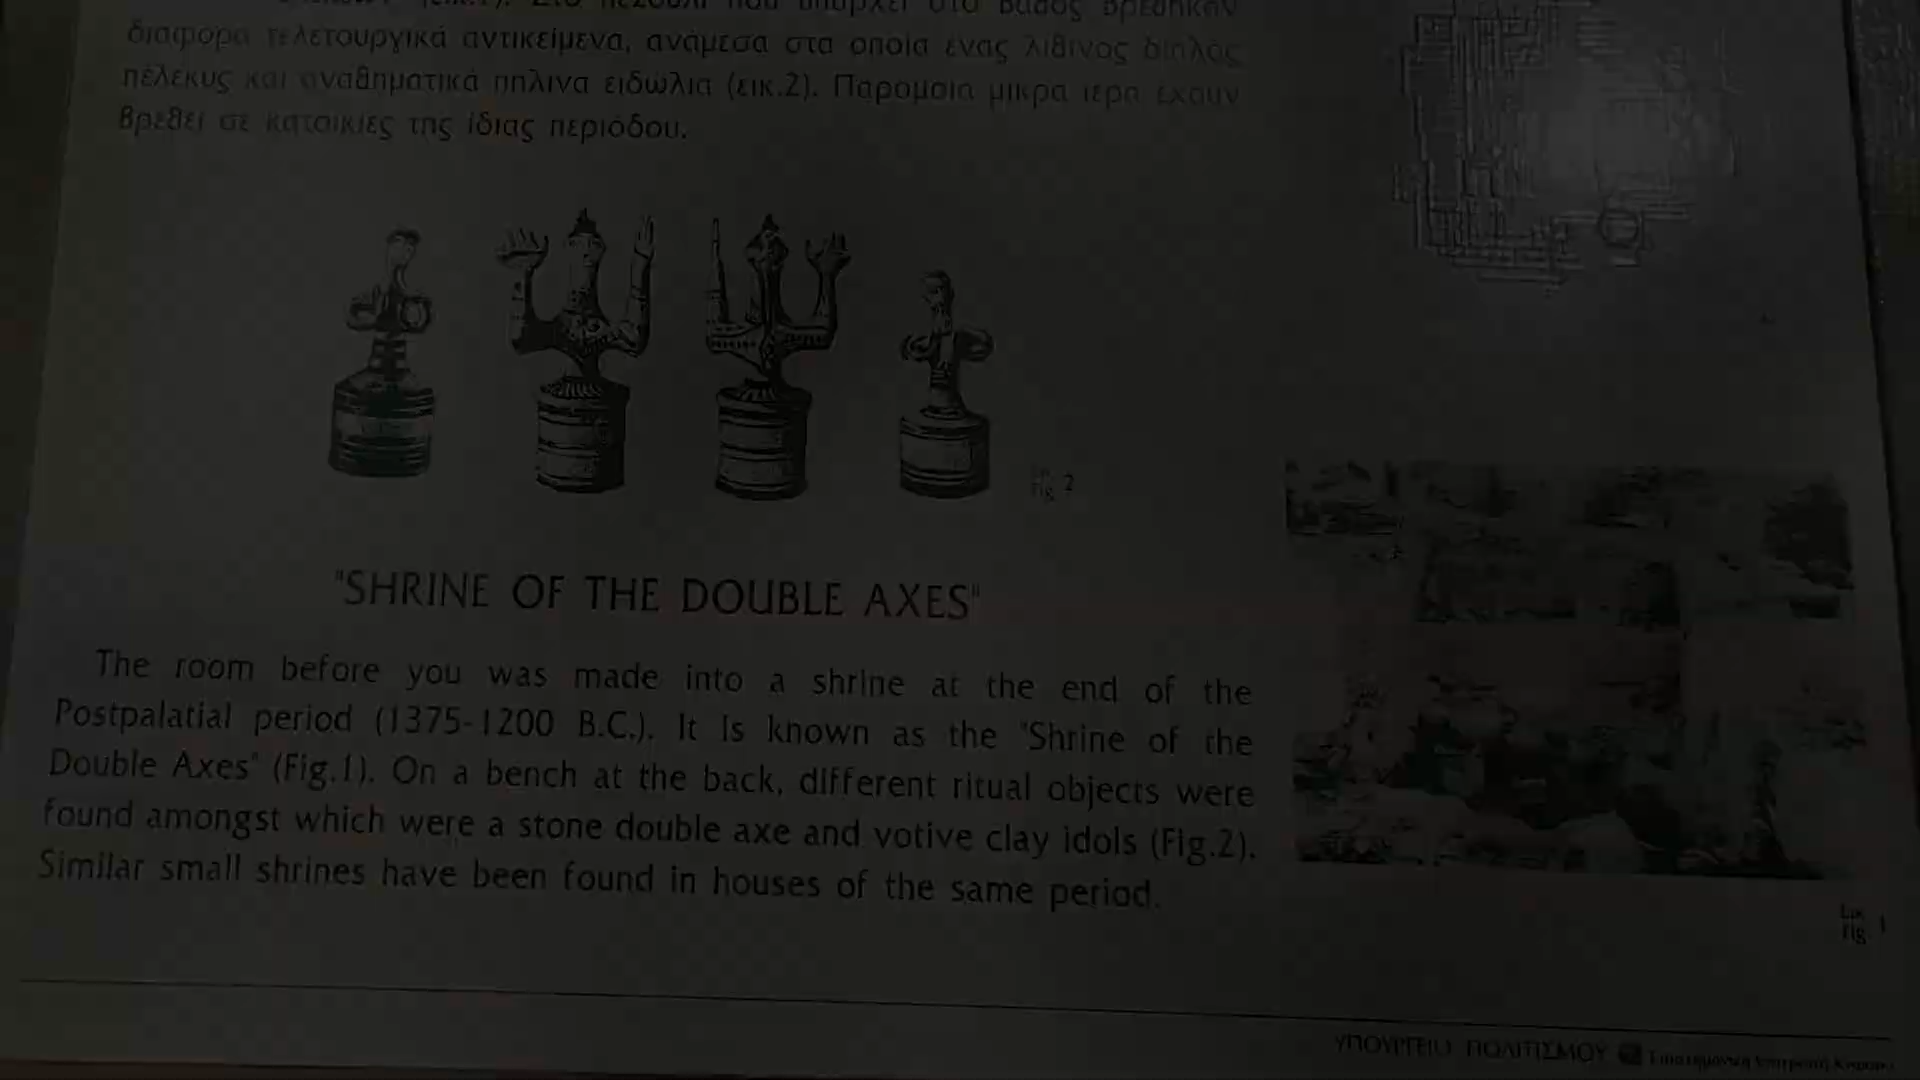 διάφορα τελετουργικά αντικείμενα, ανάμεσα στα οποία ένας λίθινος διπλός
πέλεκυς και αναθηματικά πήλινα ειδώλια (εικ.2). Παρόμοια μικρά ιερά έχουν
βρεθεί σε κατοικίες της ίδιας περιόδου.
Fig. 2
"SHRINE OF THE DOUBLE AXES"
The room before you was made into a shrine at the end of the
Postpalatial period (1375-1200 B.C.). It is known as the "Shrine of the
Double Axes" (Fig.1). On a bench at the back, different ritual objects were
found amongst which were a stone double axe and votive clay idols (Fig.2).
Similar small shrines have been found in houses of the same period.
Fig. 1
ΥΠΟΥΡΓΕΙΟ ΠΟΛΙΤΙΣΜΟΥ